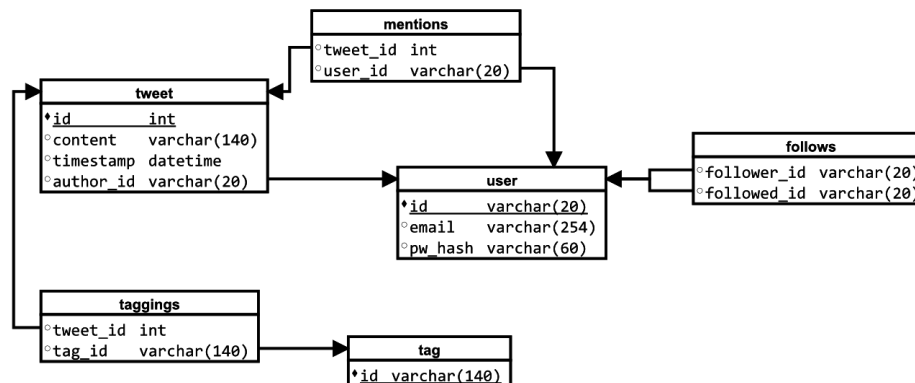 mentions
tweet_id int
user_id varchar(20)
tweet
id int
content varchar(140)
timestamp datetime
author_id varchar(20)
follows
follower_id varchar(20)
followed_id varchar(20)
user
id varchar(20)
email varchar(254)
pw_hash varchar(60)
taggings
tweet_id int
tag_id varchar(140)
tag
id varchar(140)